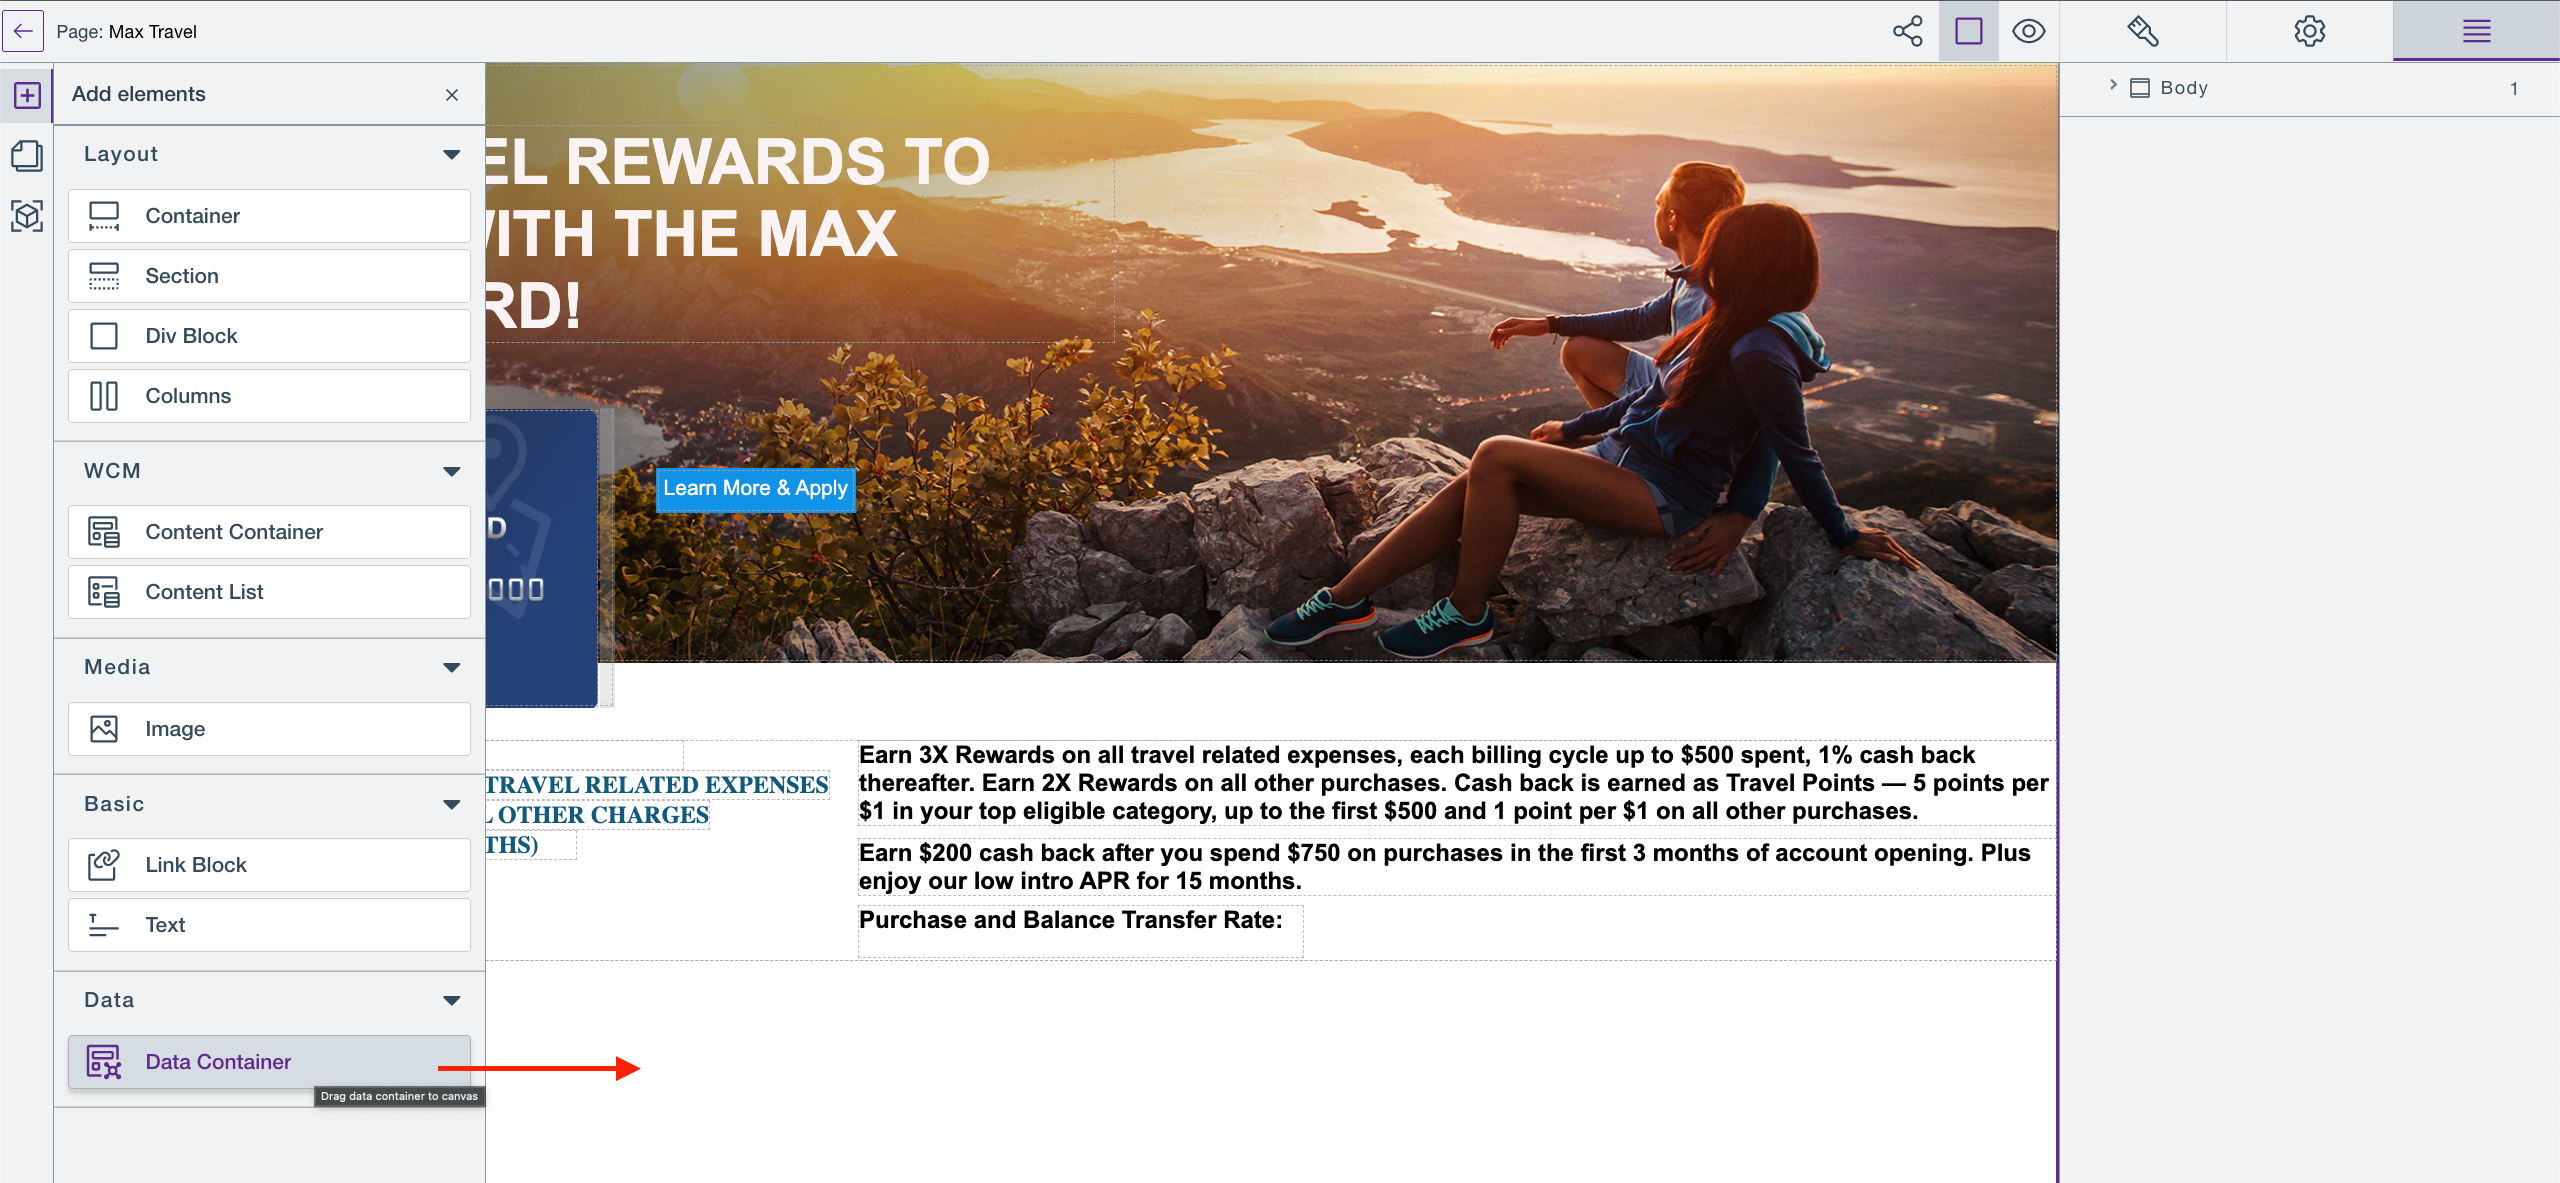 Page: Max Travel
Add elements
Layout
Container
Section
Div Block
Columns
WCM
Content Container
Content List
Media
Image
Basic
Link Block
Text
Data
Data Container
Drag data container to canvas
EL REWARDS TO
WITH THE MAX
RD!
D
000
Learn More & Apply
TRAVEL RELATED EXPENSES
L OTHER CHARGES
THS)
Earn 3X Rewards on all travel related expenses, each billing cycle up to $500 spent, 1% cash back
thereafter. Earn 2X Rewards on all other purchases. Cash back is earned as Travel Points — 5 points per
$1 in your top eligible category, up to the first $500 and 1 point per $1 on all other purchases.
Earn $200 cash back after you spend $750 on purchases in the first 3 months of account opening. Plus
enjoy our low intro APR for 15 months.
Purchase and Balance Transfer Rate:
Body
1